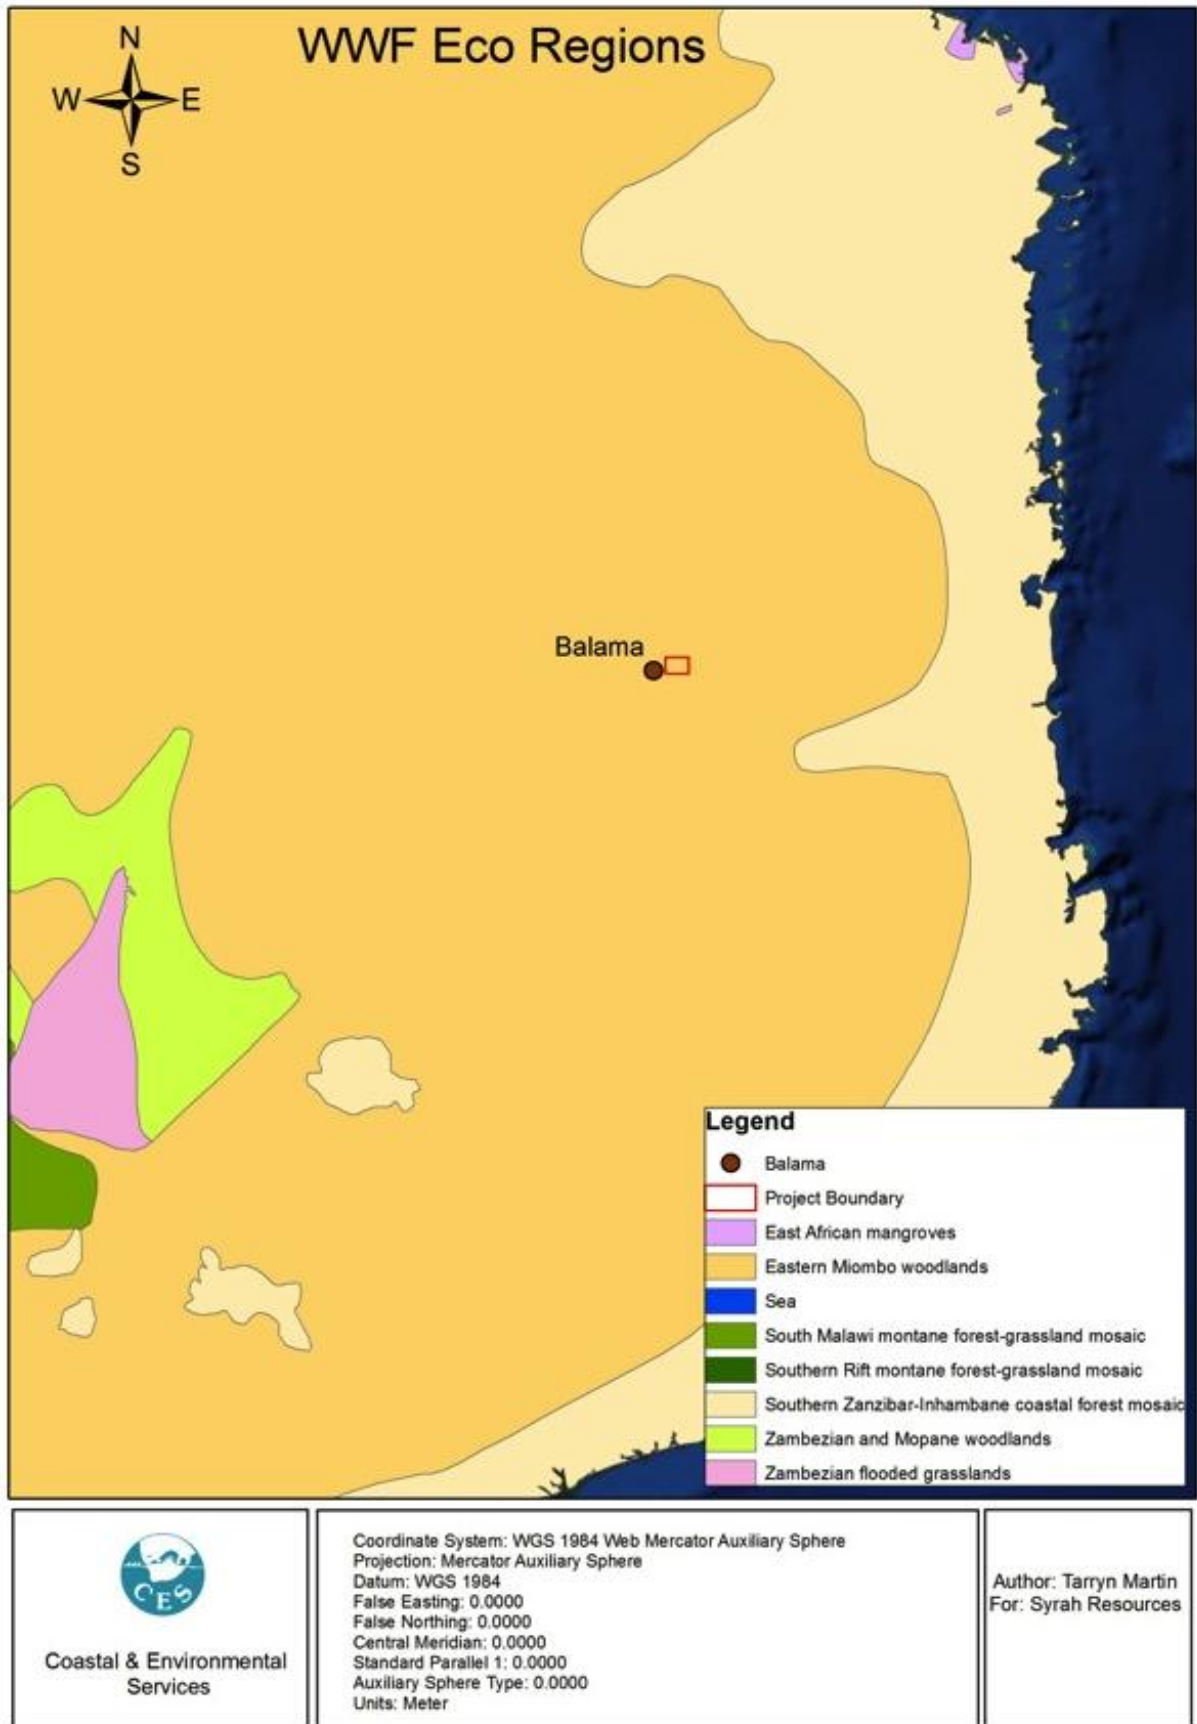 WWF Eco Regions
N
W
E
S
Balama
Legend
Balama
Project Boundary
East African mangroves
Eastern Miombo woodlands
Sea
South Malawi montane forest-grassland mosaic
Southern Rift montane forest-grassland mosaic
Southern Zanzibar-Inhambane coastal forest mosaic
Zambezian and Mopane woodlands
Zambezian flooded grasslands
CES
Coastal & Environmental
Services
Coordinate System: WGS 1984 Web Mercator Auxiliary Sphere
Projection: Mercator Auxiliary Sphere
Datum: WGS 1984
False Easting: 0.0000
False Northing: 0.0000
Central Meridian: 0.0000
Standard Parallel 1: 0.0000
Auxiliary Sphere Type: 0.0000
Units: Meter
Author: Tarryn Martin
For: Syrah Resources